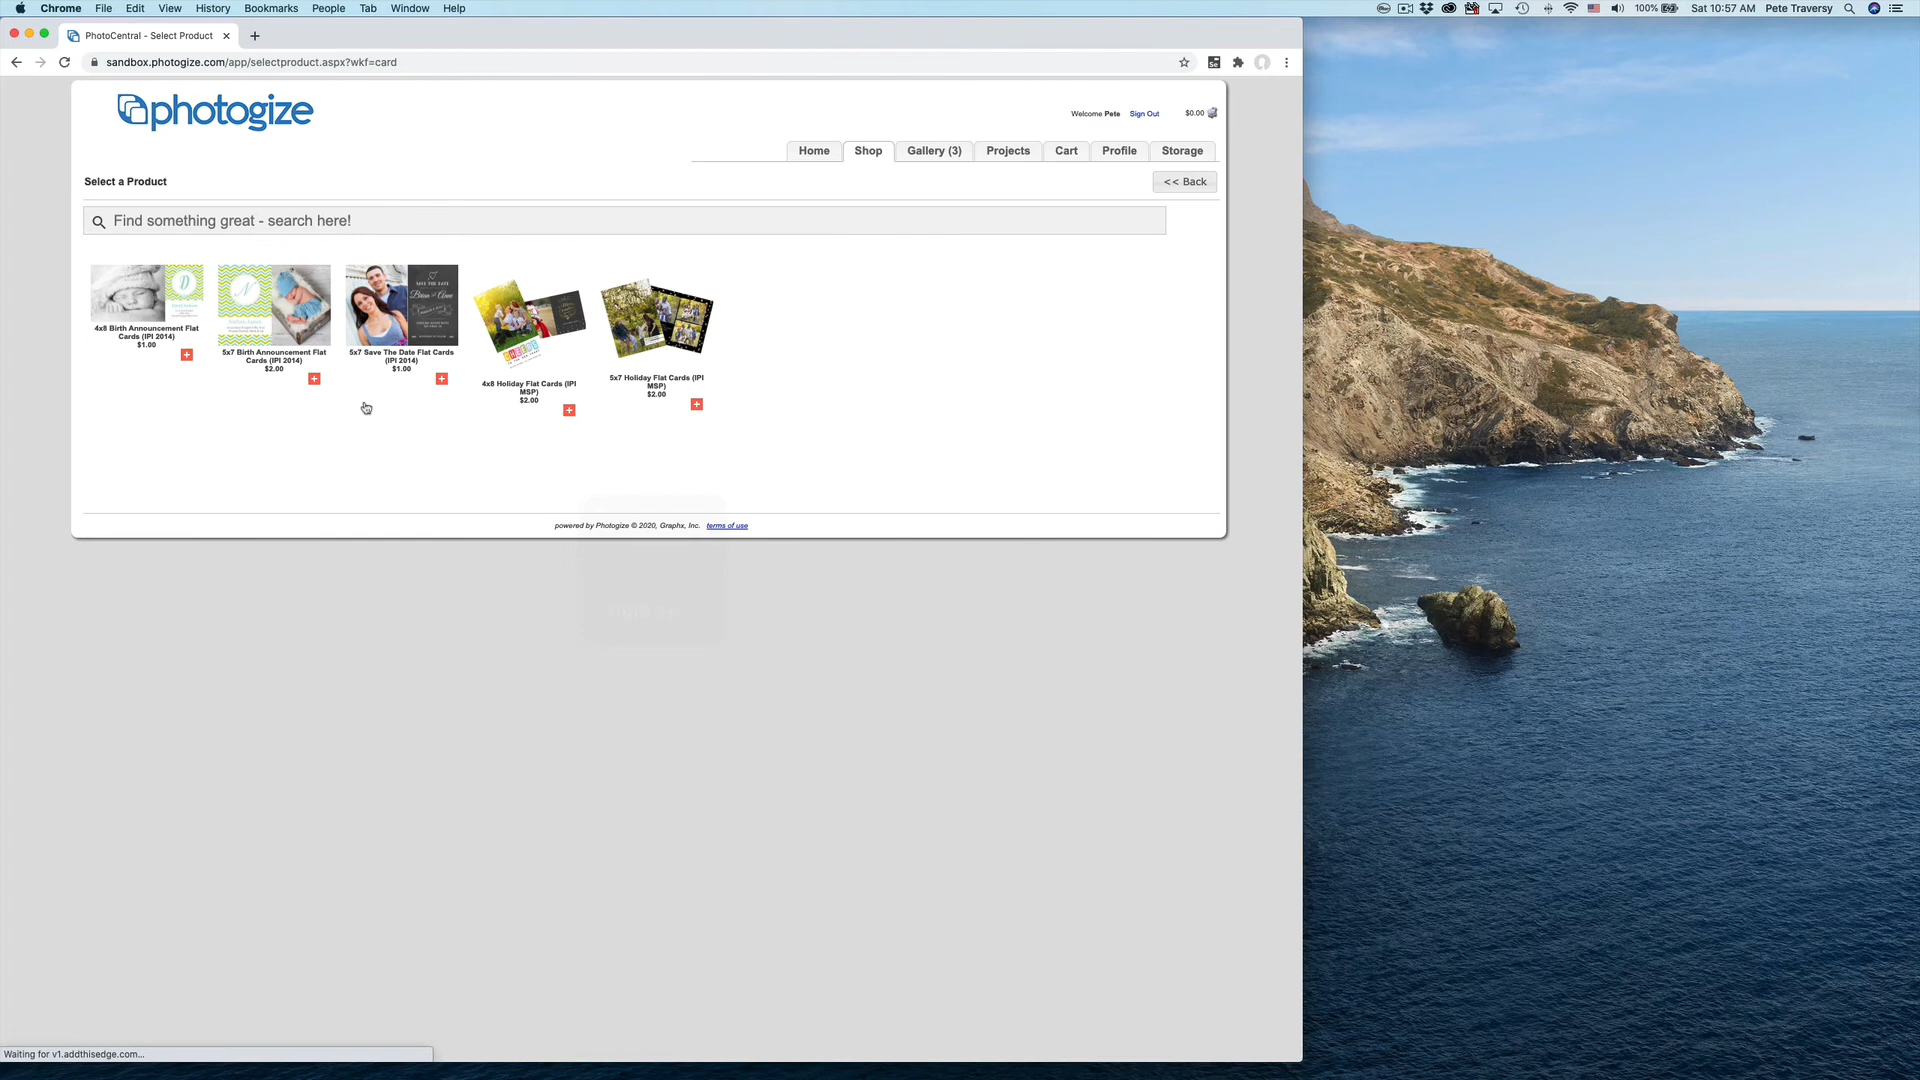 Chrome File Edit View History Bookmarks People Tab Window Help
100% Sat 10:57 AM Pete Traversy
PhotoCentral - Select Product
sandbox.photogize.com/app/selectproduct.aspx?wkf=card
photogize
Welcome Pete Sign Out $0.00
Home Shop Gallery (3) Projects Cart Profile Storage
Select a Product
<< Back
Find something great - search here!
4x8 Birth Announcement Flat
Cards (IPI 2014)
$1.00
5x7 Birth Announcement Flat
Cards (IPI 2014)
$2.00
SAVE THE DATE
5x7 Save The Date Flat Cards
(IPI 2014)
$1.00
CHEERS
4x8 Holiday Flat Cards (IPI
MSP)
$2.00
5x7 Holiday Flat Cards (IPI
MSP)
$2.00
powered by Photogize © 2020, Graphx, Inc. terms of use
Waiting for v1.addthisedge.com...